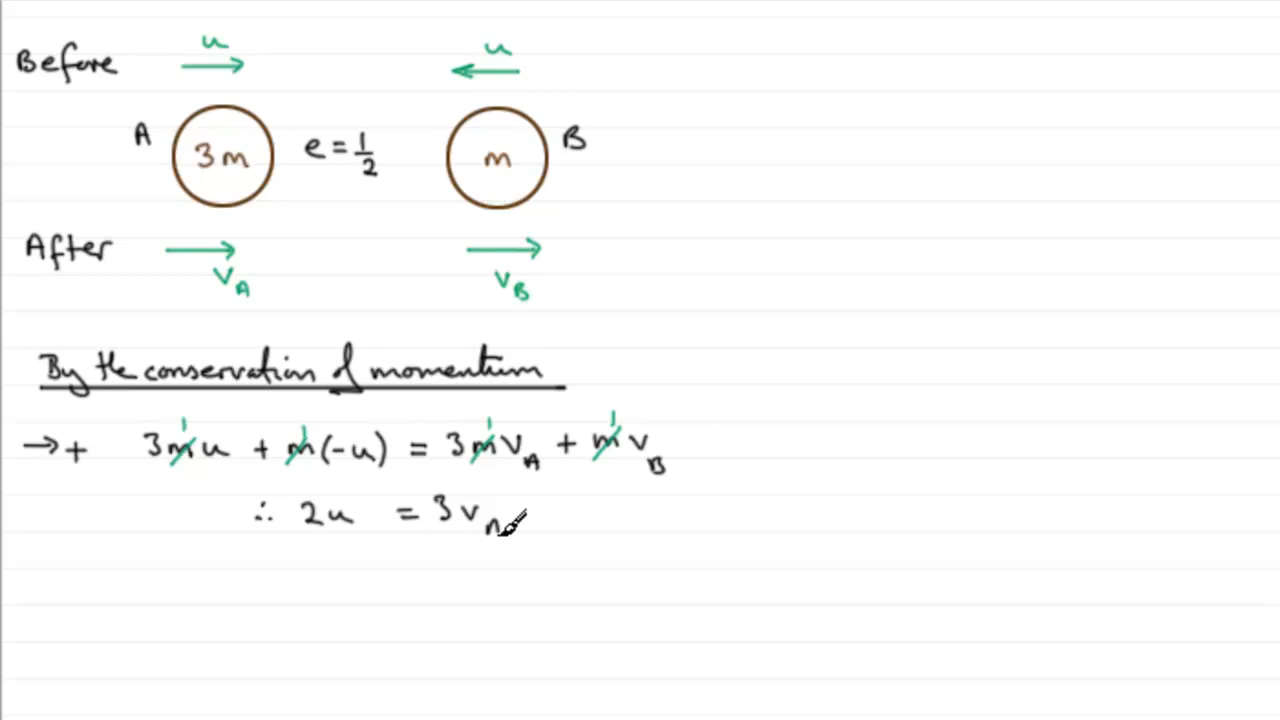 Before u u
A 3m e = 1/2 m B
After
v_A v_B
By the conservation of momentum
→+ 3mu + m(-u) = 3mv_A + mv_B
∴ 2u = 3v